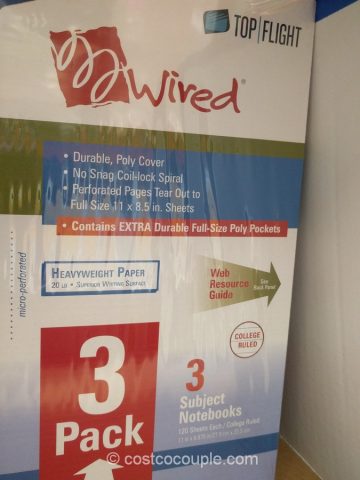 TOP|FLIGHT
Wired®
• Durable, Poly Cover
• No Snag Coil-lock Spiral
• Perforated Pages Tear Out to
Full Size 11 x 8.5 in. Sheets
• Contains EXTRA Durable Full-Size Poly Pockets
micro-perforated
HEAVYWEIGHT PAPER
20 LB • SUPERIOR WRITING SURFACE
Web
Resource
Guide
See
Back Panel
COLLEGE
RULED
3
Pack
3
Subject
Notebooks
120 Sheets Each / College Ruled
© costcocouple.com